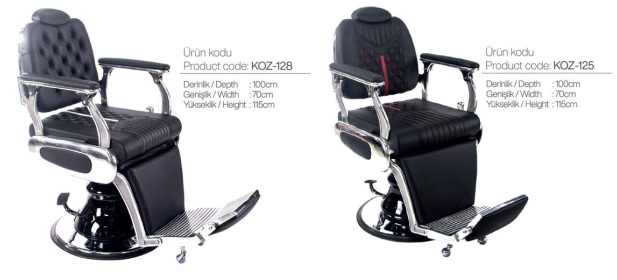 Ürün kodu
Product code: KOZ-128
Derinlik / Depth : 100cm
Genişlik / Width : 70cm
Yükseklik / Height : 115cm
Ürün kodu
Product code: KOZ-125
Derinlik / Depth : 100cm
Genişlik / Width : 70cm
Yükseklik / Height : 115cm